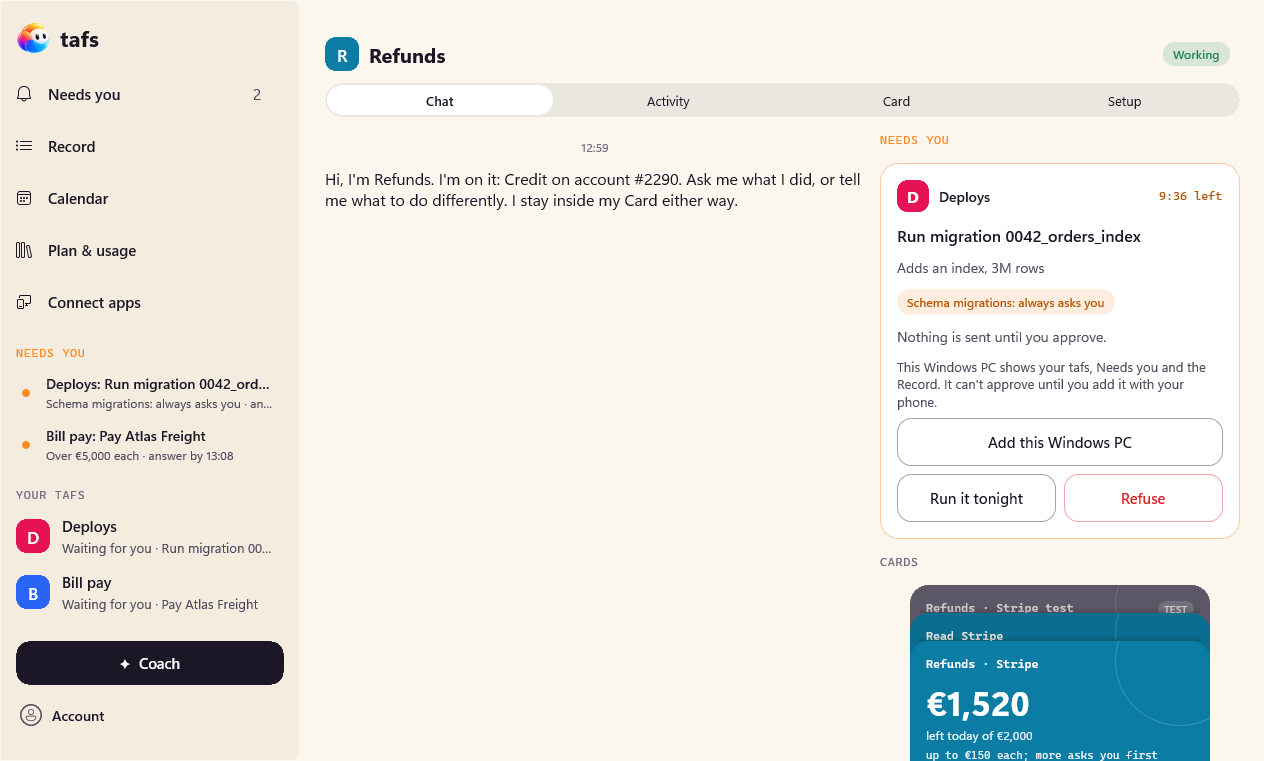 tafs
Needs you 2
Record
Calendar
Plan & usage
Connect apps
NEEDS YOU
Deploys: Run migration 0042_ord...
Schema migrations: always asks you · an...
Bill pay: Pay Atlas Freight
Over €5,000 each · answer by 13:08
YOUR TAFS
D
Deploys
Waiting for you · Run migration 00...
B
Bill pay
Waiting for you · Pay Atlas Freight
Coach
Account
R
Refunds
Working
Chat
Activity
Card
Setup
12:59
Hi, I'm Refunds. I'm on it: Credit on account #2290. Ask me what I did, or tell
me what to do differently. I stay inside my Card either way.
NEEDS YOU
D
Deploys
9:36 left
Run migration 0042_orders_index
Adds an index, 3M rows
Schema migrations: always asks you
Nothing is sent until you approve.
This Windows PC shows your tafs, Needs you and the
Record. It can't approve until you add it with your
phone.
Add this Windows PC
Run it tonight
Refuse
CARDS
Refunds · Stripe test
TEST
Read Stripe
Refunds · Stripe
€1,520
left today of €2,000
up to €150 each; more asks you first